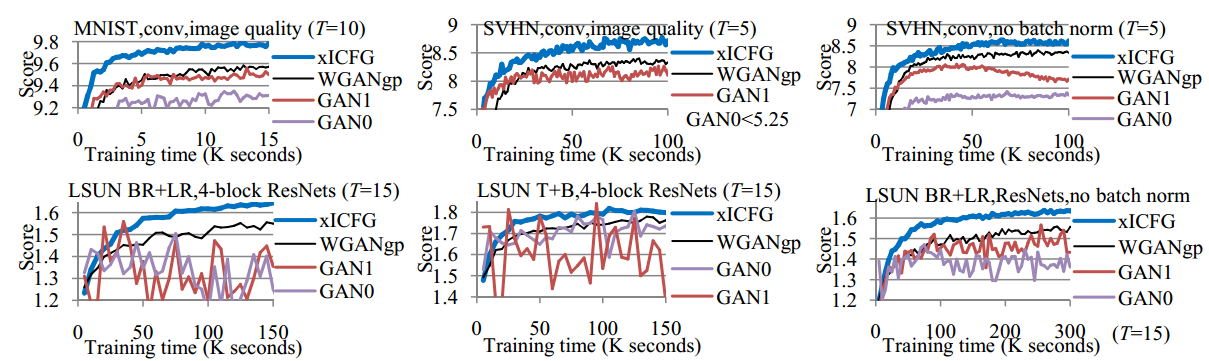 MNIST,conv,image quality (T=10)
Score
9.8
9.6
9.4
9.2
0
5
10
15
Training time (K seconds)
xICFG
WGANgp
GAN1
GAN0
SVHN,conv,image quality (T=5)
Score
9
8.5
8
7.5
0
50
100
Training time (K seconds)
xICFG
WGANgp
GAN1
GAN0<5.25
SVHN,conv,no batch norm (T=5)
Score
9
8.5
8
7.5
7
0
50
100
Training time (K seconds)
xICFG
WGANgp
GAN1
GAN0
LSUN BR+LR,4-block ResNets (T=15)
Score
1.6
1.5
1.4
1.3
1.2
0
50
100
150
Training time (K seconds)
xICFG
WGANgp
GAN1
GAN0
LSUN T+B,4-block ResNets (T=15)
Score
1.8
1.7
1.6
1.5
1.4
0
50
100
150
Training time (K seconds)
xICFG
WGANgp
GAN0
GAN1
LSUN BR+LR,ResNets,no batch norm
Score
1.6
1.5
1.4
1.3
1.2
0
100
200
300
Training time (K seconds)
xICFG
WGANgp
GAN1
GAN0
(T=15)